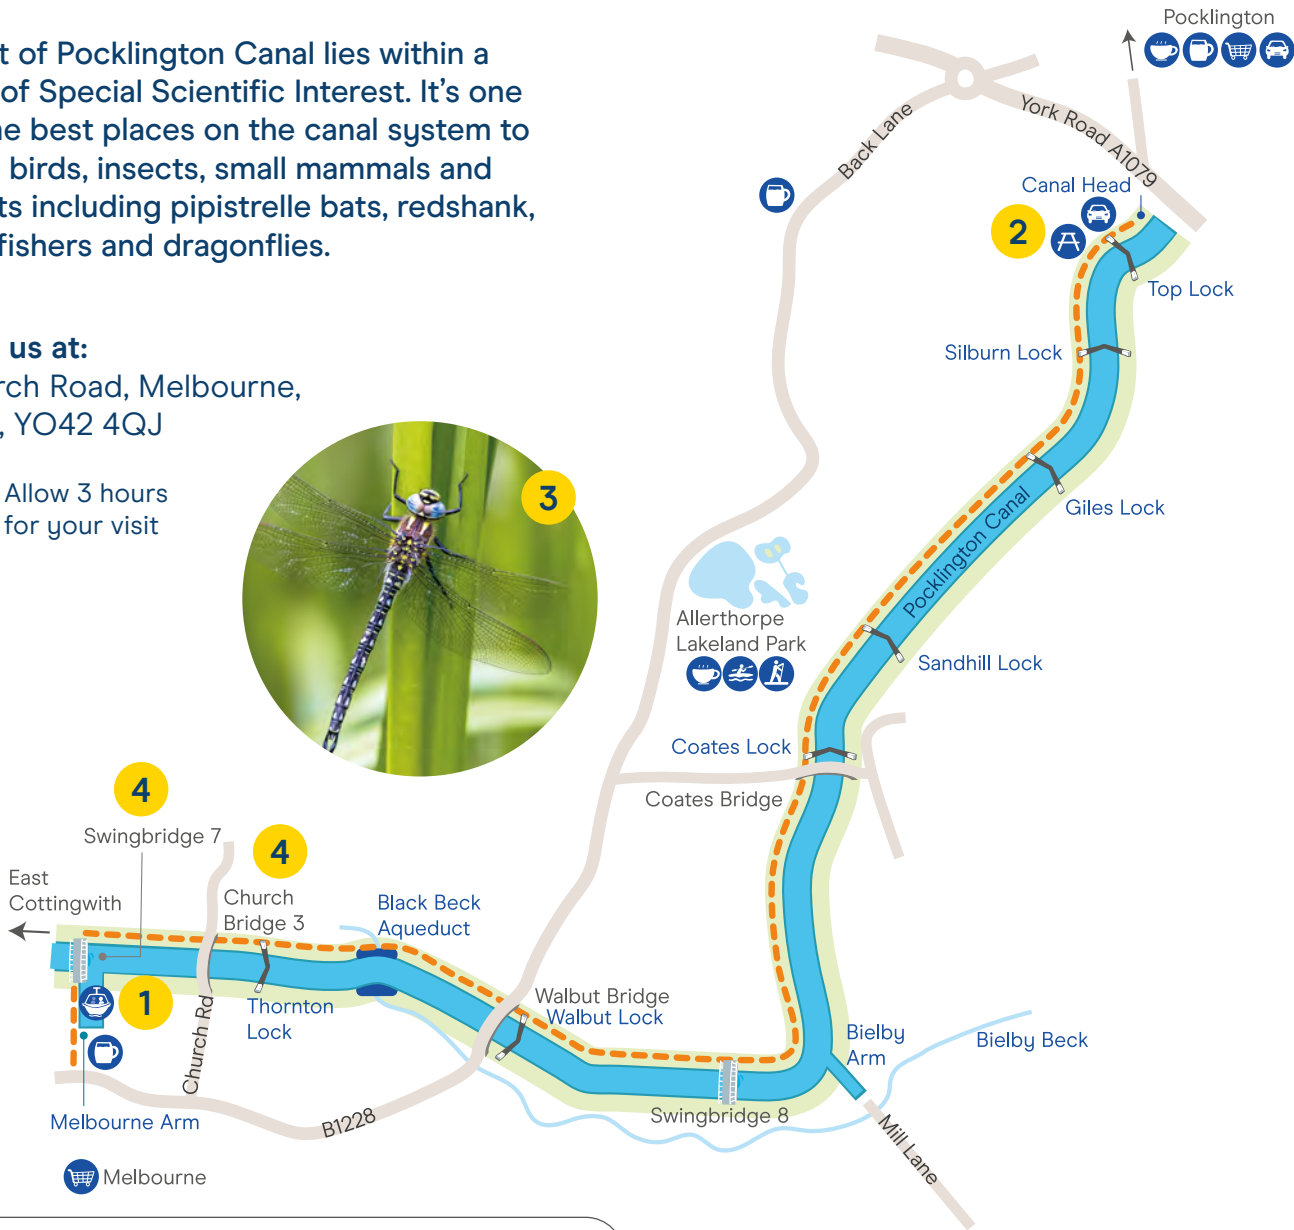 t of Pocklington Canal lies within a
of Special Scientific Interest. It’s one
he best places on the canal system to
birds, insects, small mammals and
ts including pipistrelle bats, redshank,
fishers and dragonflies.
us at:
rch Road, Melbourne,
, YO42 4QJ
Allow 3 hours
for your visit
Pocklington
Back Lane
York Road A1079
Canal Head
2
Top Lock
Silburn Lock
3
Giles Lock
Pocklington Canal
Allerthorpe
Lakeland Park
Sandhill Lock
Coates Lock
Coates Bridge
4
Swingbridge 7
4
East
Cottingwith
Church
Bridge 3
Black Beck
Aqueduct
1
Thornton
Lock
Church Rd
Walbut Bridge
Walbut Lock
Bielby
Arm
Bielby Beck
Melbourne Arm
B1228
Swingbridge 8
Mill Lane
Melbourne